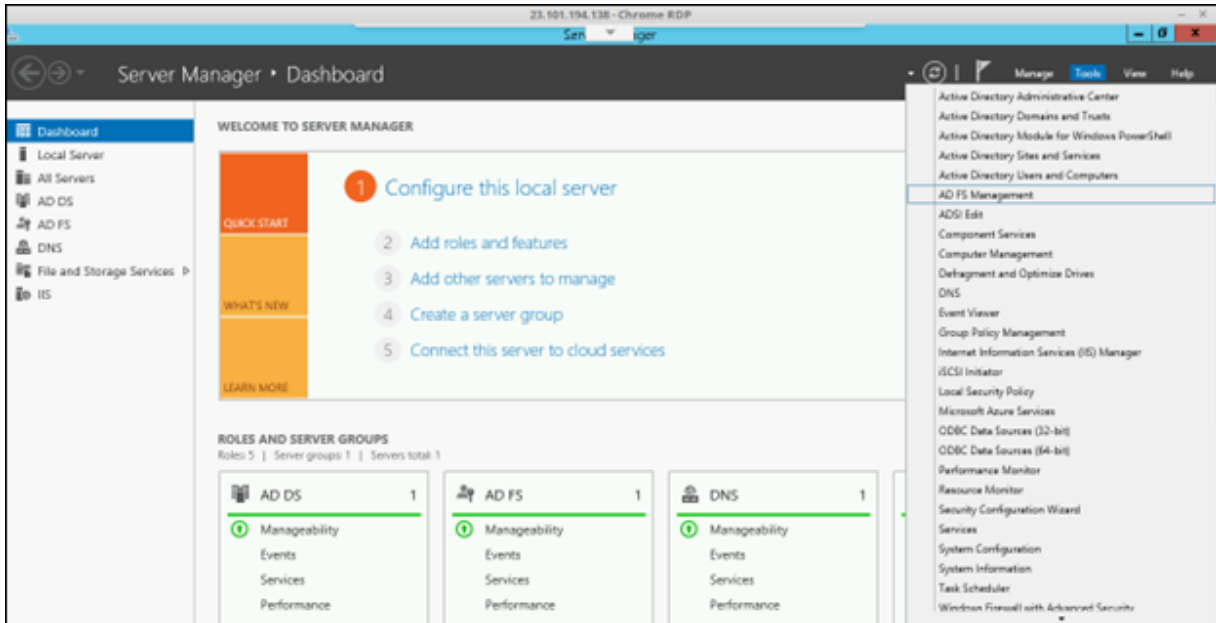 23.101.194.138 - Chrome RDP
Ser ager
Server Manager • Dashboard
Manage Tools View Help
Dashboard
Local Server
All Servers
AD DS
AD FS
DNS
File and Storage Services
IIS
WELCOME TO SERVER MANAGER
QUICK START
WHAT'S NEW
LEARN MORE
1 Configure this local server
2 Add roles and features
3 Add other servers to manage
4 Create a server group
5 Connect this server to cloud services
ROLES AND SERVER GROUPS
Roles: 5 | Server groups: 1 | Servers total: 1
AD DS 1
Manageability
Events
Services
Performance
AD FS 1
Manageability
Events
Services
Performance
DNS 1
Manageability
Events
Services
Performance
Active Directory Administrative Center
Active Directory Domains and Trusts
Active Directory Module for Windows PowerShell
Active Directory Sites and Services
Active Directory Users and Computers
AD FS Management
ADSI Edit
Component Services
Computer Management
Defragment and Optimize Drives
DNS
Event Viewer
Group Policy Management
Internet Information Services (IIS) Manager
iSCSI Initiator
Local Security Policy
Microsoft Azure Services
ODBC Data Sources (32-bit)
ODBC Data Sources (64-bit)
Performance Monitor
Resource Monitor
Security Configuration Wizard
Services
System Configuration
System Information
Task Scheduler
Windows Firewall with Advanced Security